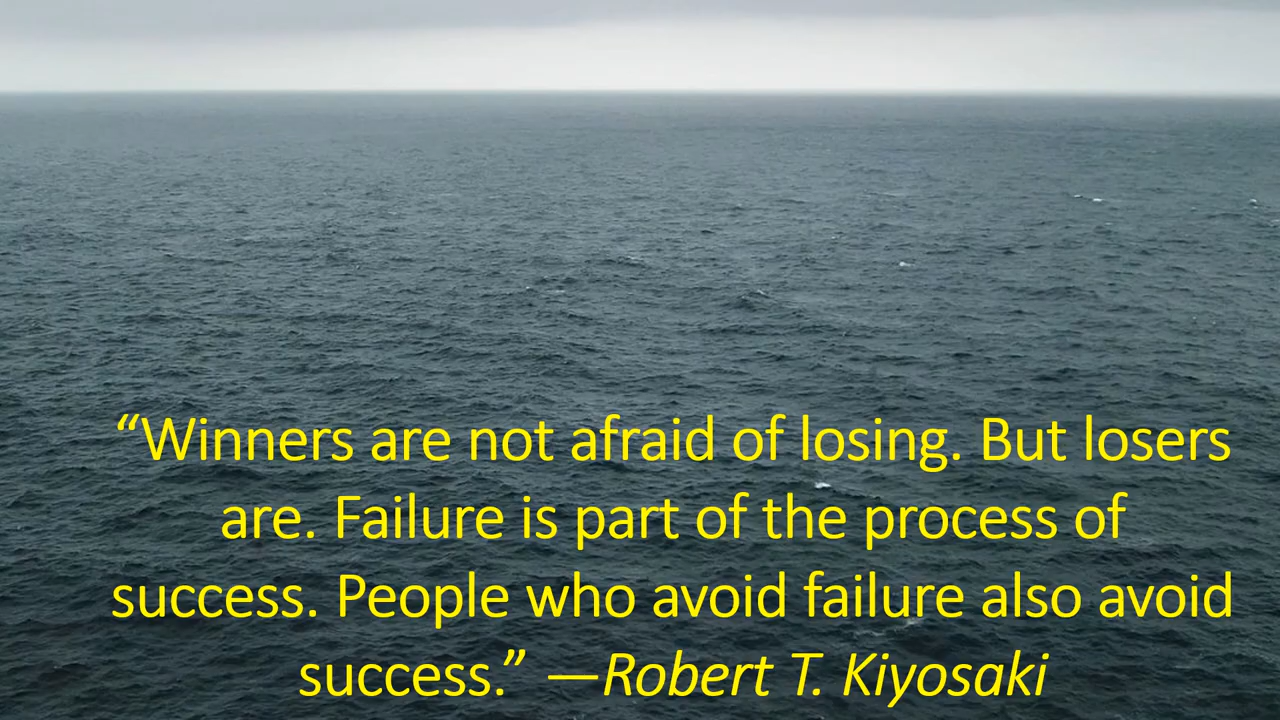 “Winners are not afraid of losing. But losers
are. Failure is part of the process of
success. People who avoid failure also avoid
success.” —Robert T. Kiyosaki